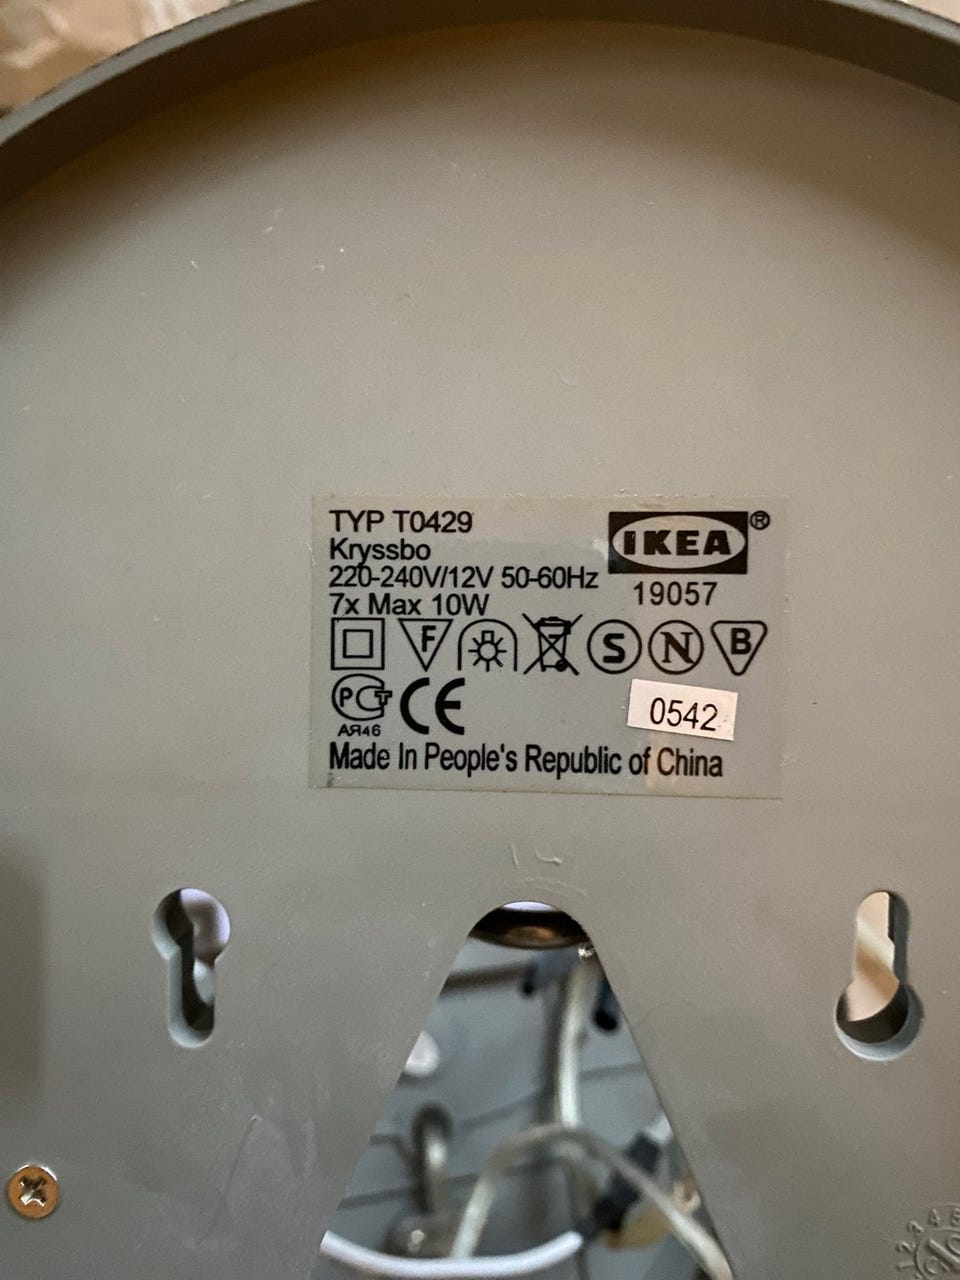 TYP T0429
Kryssbo
220-240V/12V 50-60Hz
7x Max 10W
IKEA®
19057
F S N B
PCT CE
АЯ46
0542
Made In People's Republic of China